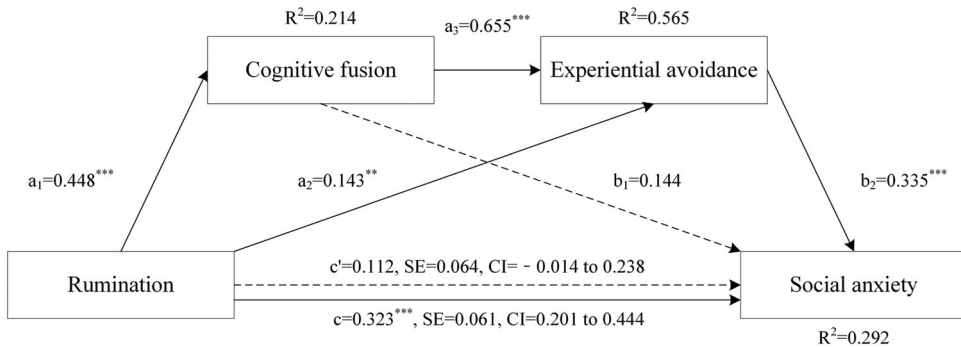 R²=0.214
a₃=0.655***
R²=0.565
Cognitive fusion
Experiential avoidance
a₁=0.448***
a₂=0.143**
b₁=0.144
b₂=0.335***
Rumination
c'=0.112, SE=0.064, CI=﹣0.014 to 0.238
c=0.323***, SE=0.061, CI=0.201 to 0.444
Social anxiety
R²=0.292